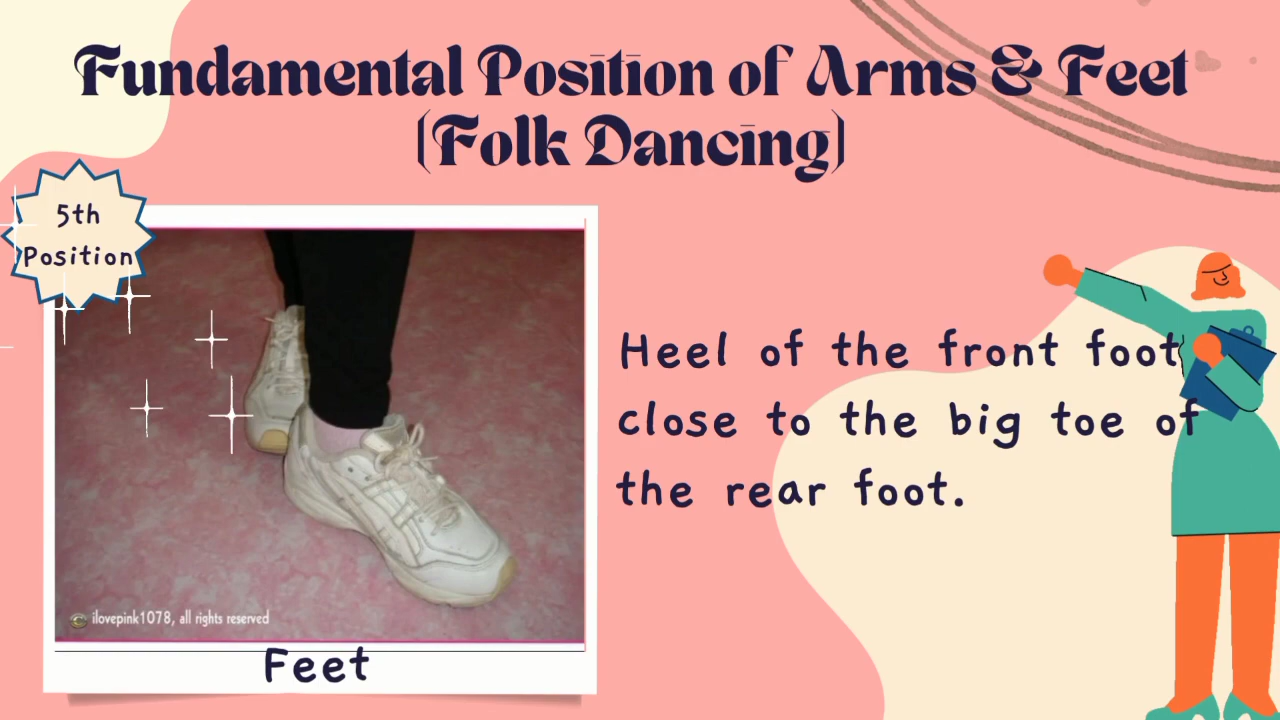 Fundamental Position of Arms & Feet
(Folk Dancing)
5th
Position
Heel of the front foot
close to the big toe of
the rear foot.
ilovepink1078, all rights reserved
Feet